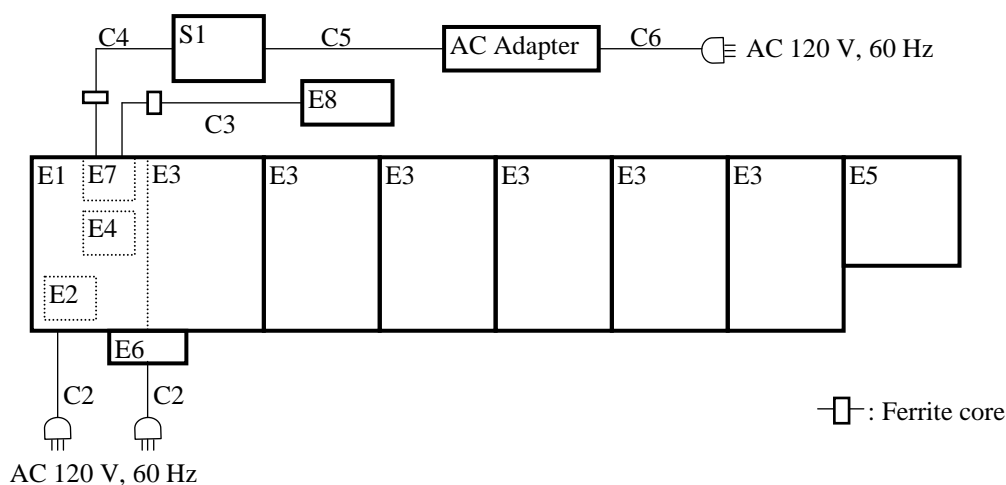 C4
S1
C5
AC Adapter
C6
AC 120 V, 60 Hz
C3
E8
E1
E7
E3
E3
E3
E3
E3
E3
E5
E4
E2
E6
C2
C2
: Ferrite core
AC 120 V, 60 Hz